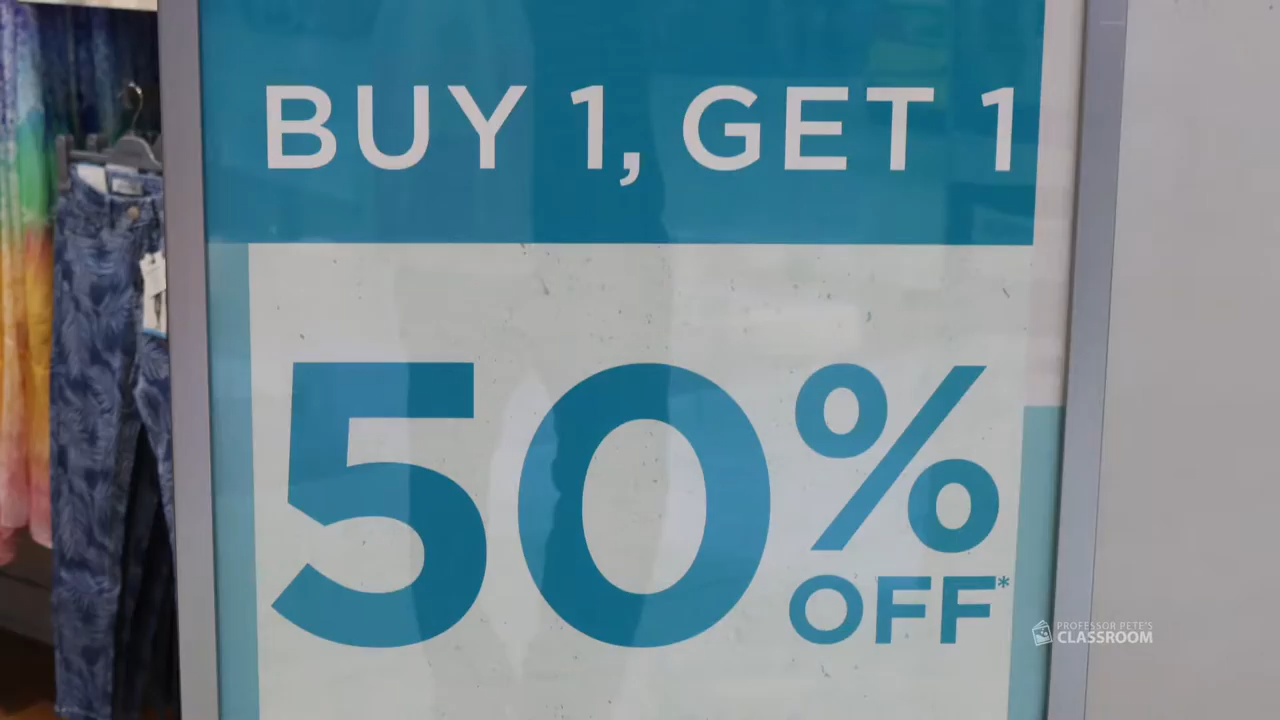 BUY 1, GET 1
50%
OFF*
PROFESSOR PETE'S
CLASSROOM